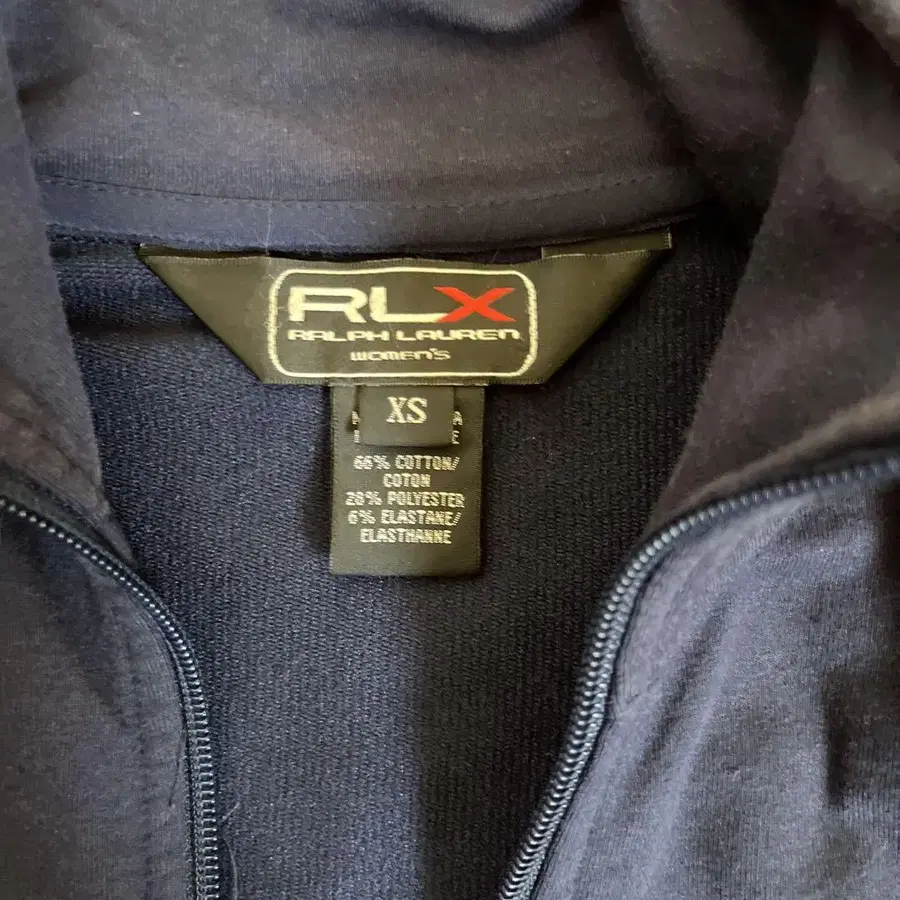 RLX
RALPH LAUREN
WOMEN'S
XS
66% COTTON/
COTON
28% POLYESTER
6% ELASTANE/
ELASTHANNE